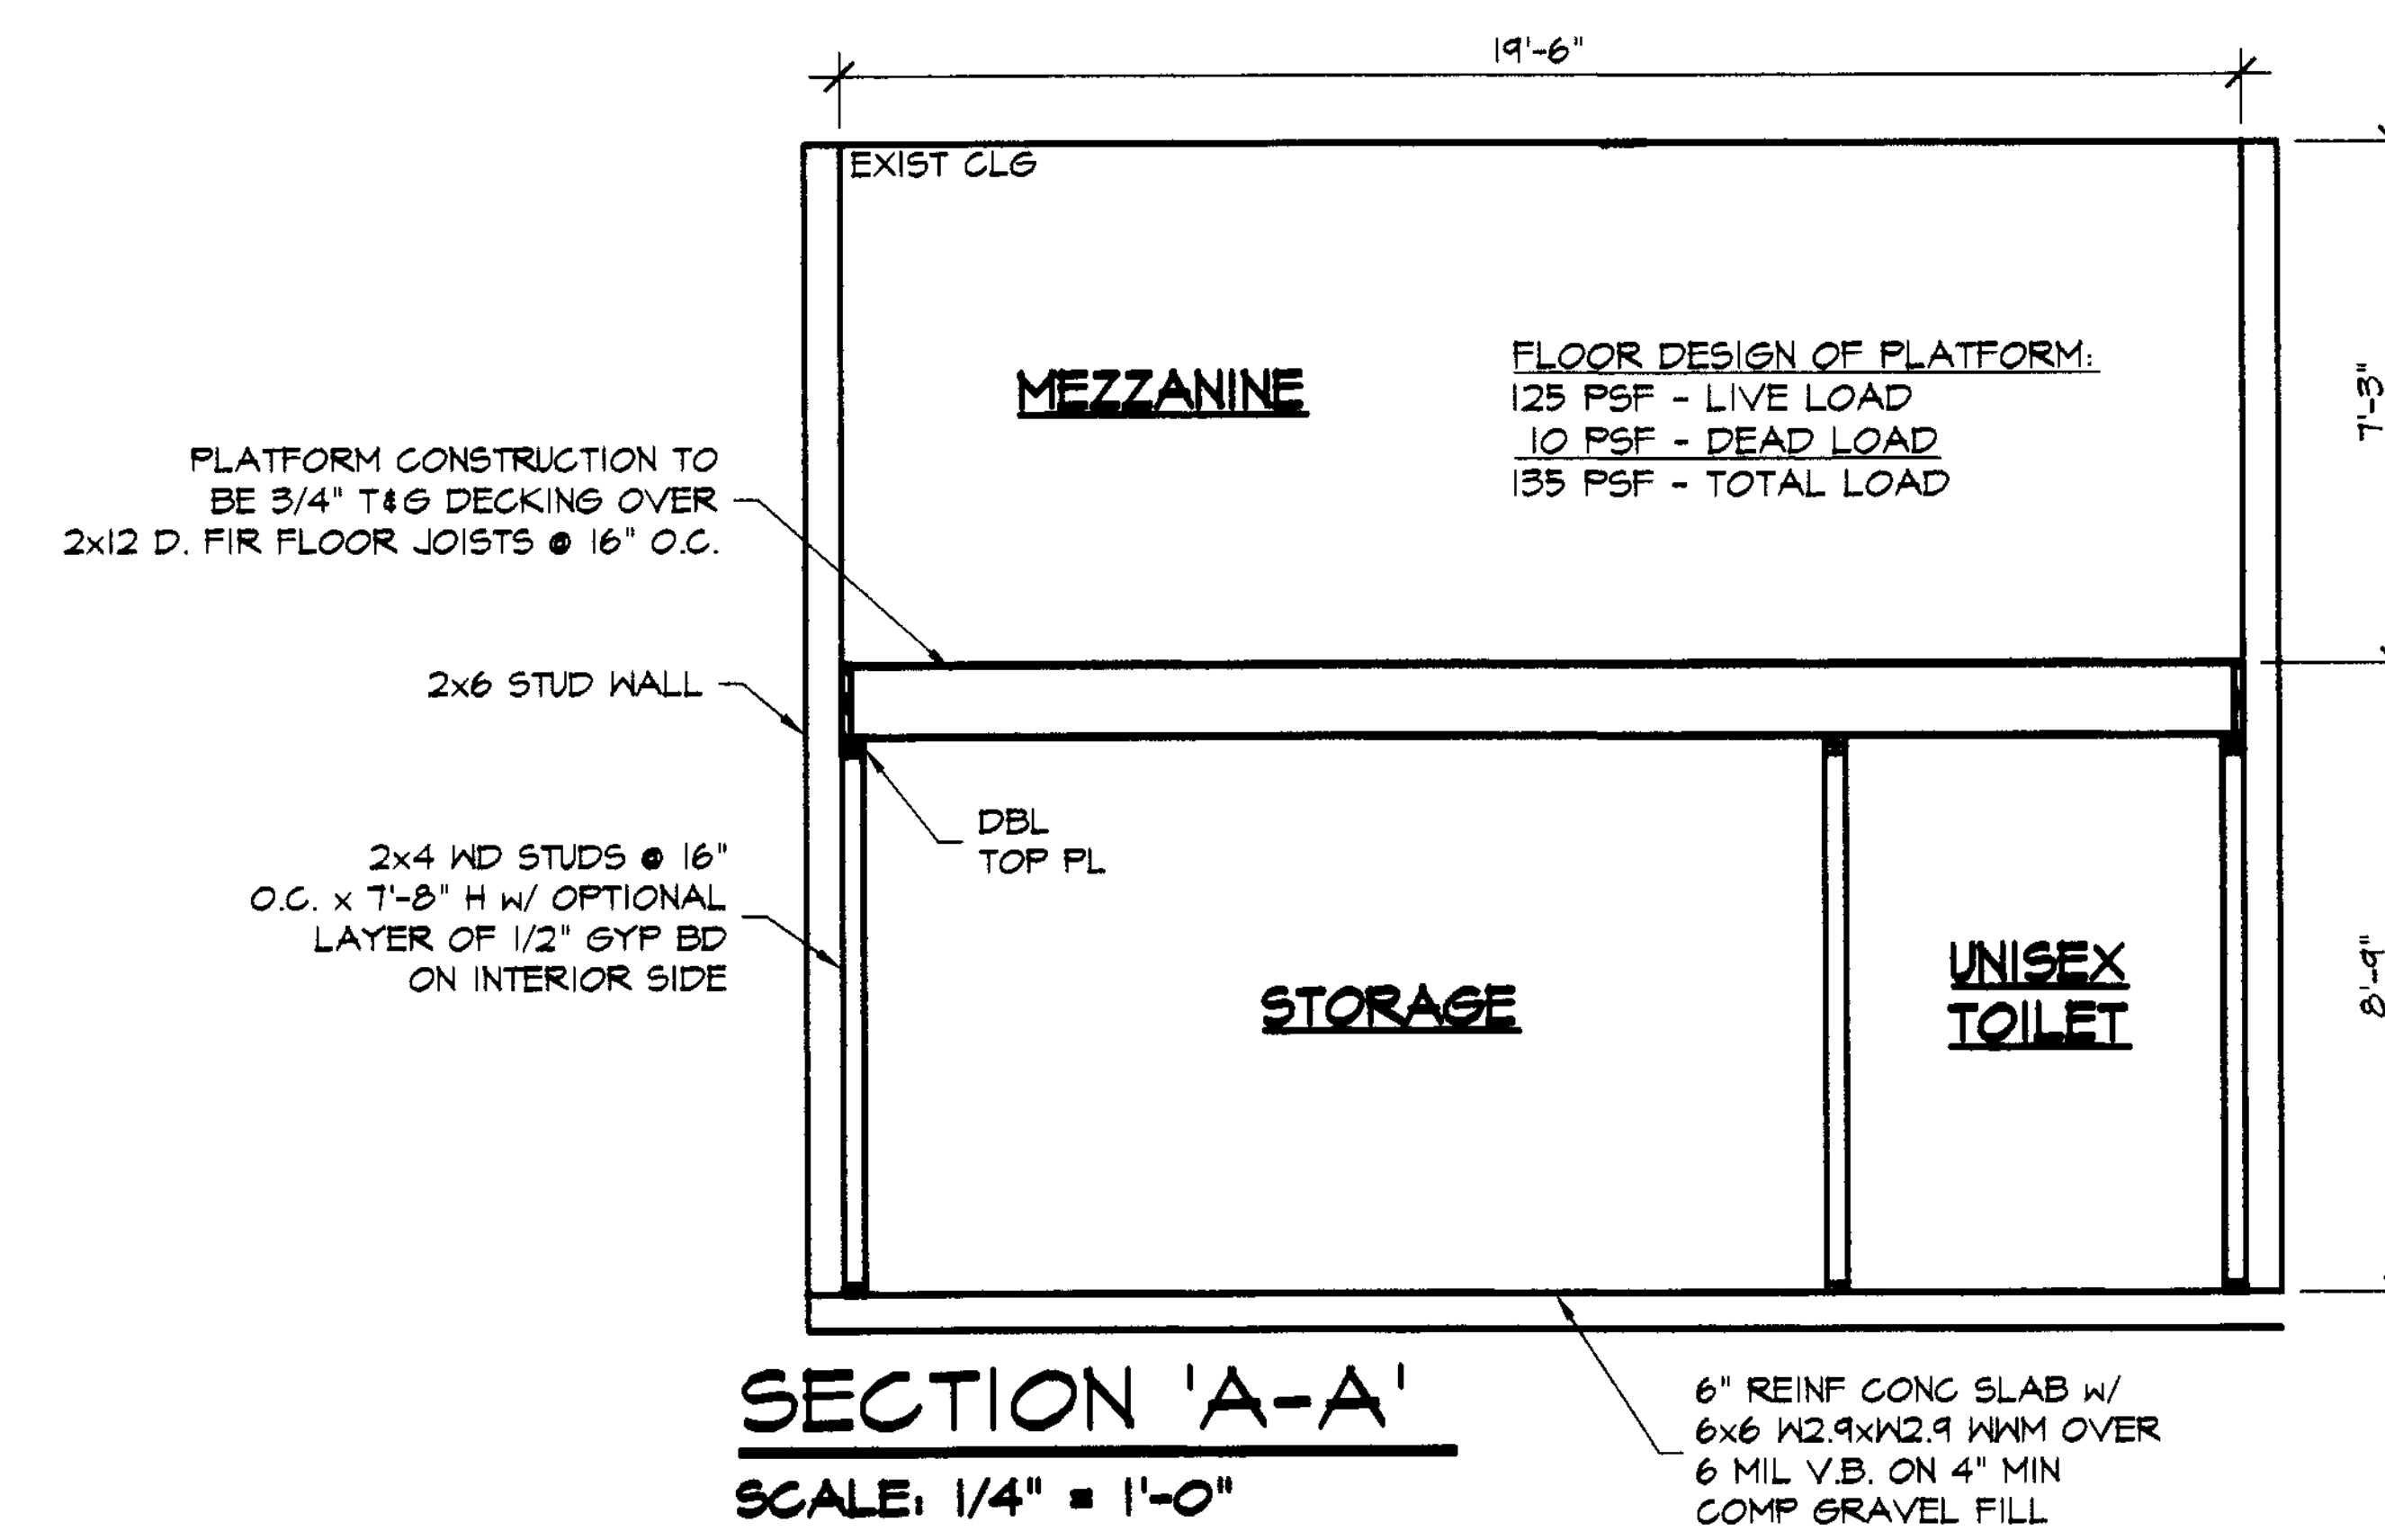 19'-6"
EXIST CLG
MEZZANINE
FLOOR DESIGN OF PLATFORM:
125 PSF - LIVE LOAD
10 PSF - DEAD LOAD
135 PSF - TOTAL LOAD
7'-3"
PLATFORM CONSTRUCTION TO
BE 3/4" T&G DECKING OVER
2x12 D. FIR FLOOR JOISTS @ 16" O.C.
2x6 STUD WALL
DBL
TOP PL
2x4 WD STUDS @ 16"
O.C. x 7'-8" H w/ OPTIONAL
LAYER OF 1/2" GYP BD
ON INTERIOR SIDE
STORAGE
UNISEX
TOILET
8'-9"
SECTION 'A-A'
SCALE: 1/4" = 1'-0"
6" REINF CONC SLAB w/
6x6 W2.9xW2.9 WWM OVER
6 MIL V.B. ON 4" MIN
COMP GRAVEL FILL